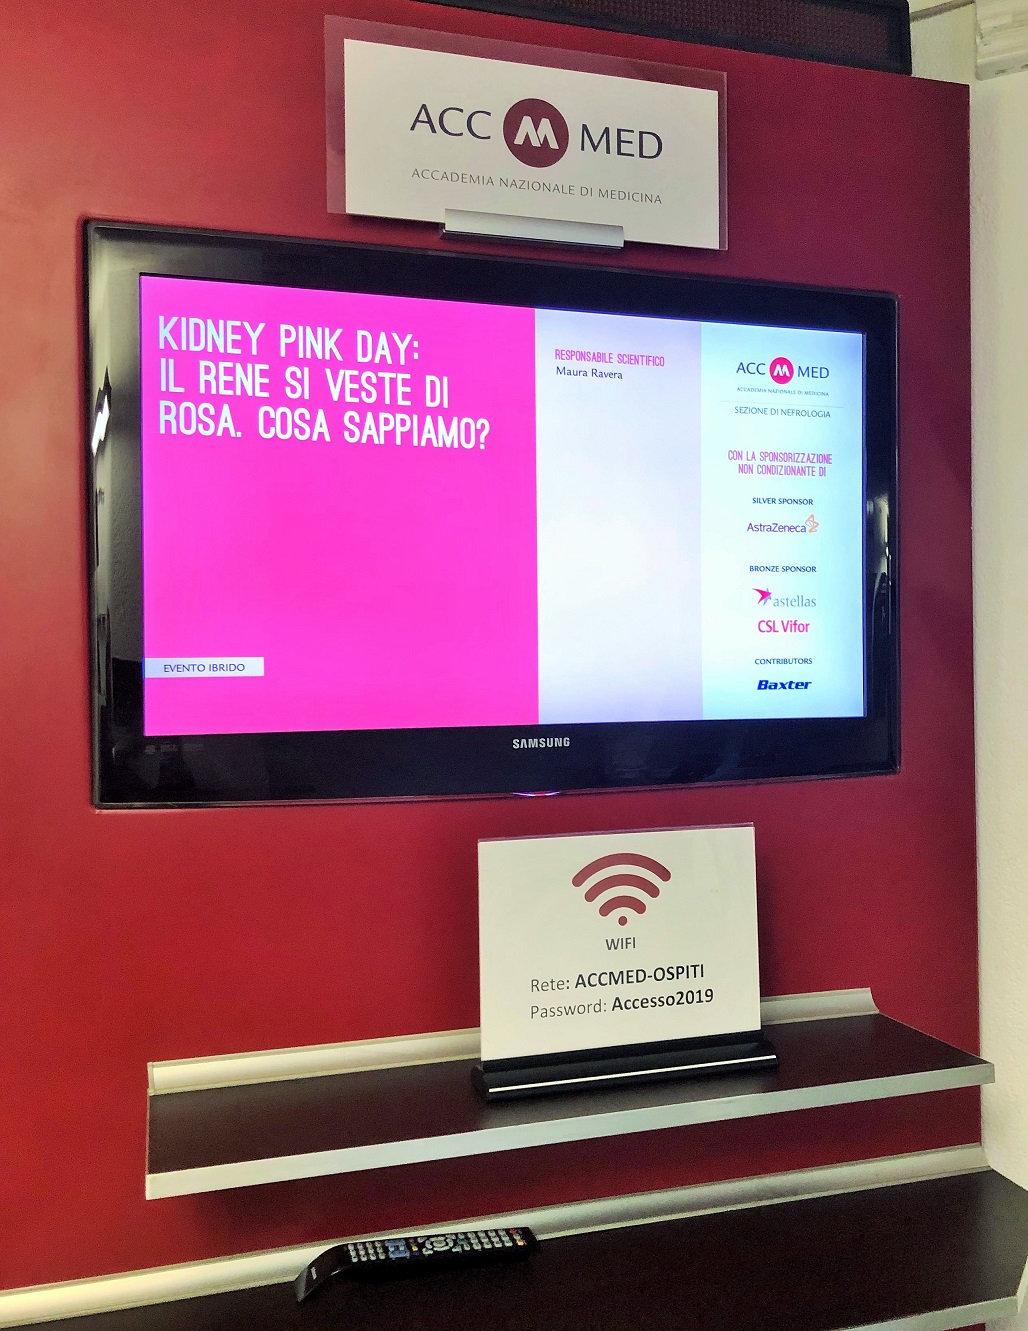 ACC MED
ACCADEMIA NAZIONALE DI MEDICINA
KIDNEY PINK DAY:
IL RENE SI VESTE DI
ROSA. COSA SAPPIAMO?
EVENTO IBRIDO
RESPONSABILE SCIENTIFICO
Maura Ravera
ACC MED
ACCADEMIA NAZIONALE DI MEDICINA
SEZIONE DI NEFROLOGIA
CON LA SPONSORIZZAZIONE
NON CONDIZIONANTE DI
SILVER SPONSOR
AstraZeneca
BRONZE SPONSOR
astellas
CSL Vifor
CONTRIBUTORS
Baxter
SAMSUNG
WIFI
Rete: ACCMED-OSPITI
Password: Accesso2019